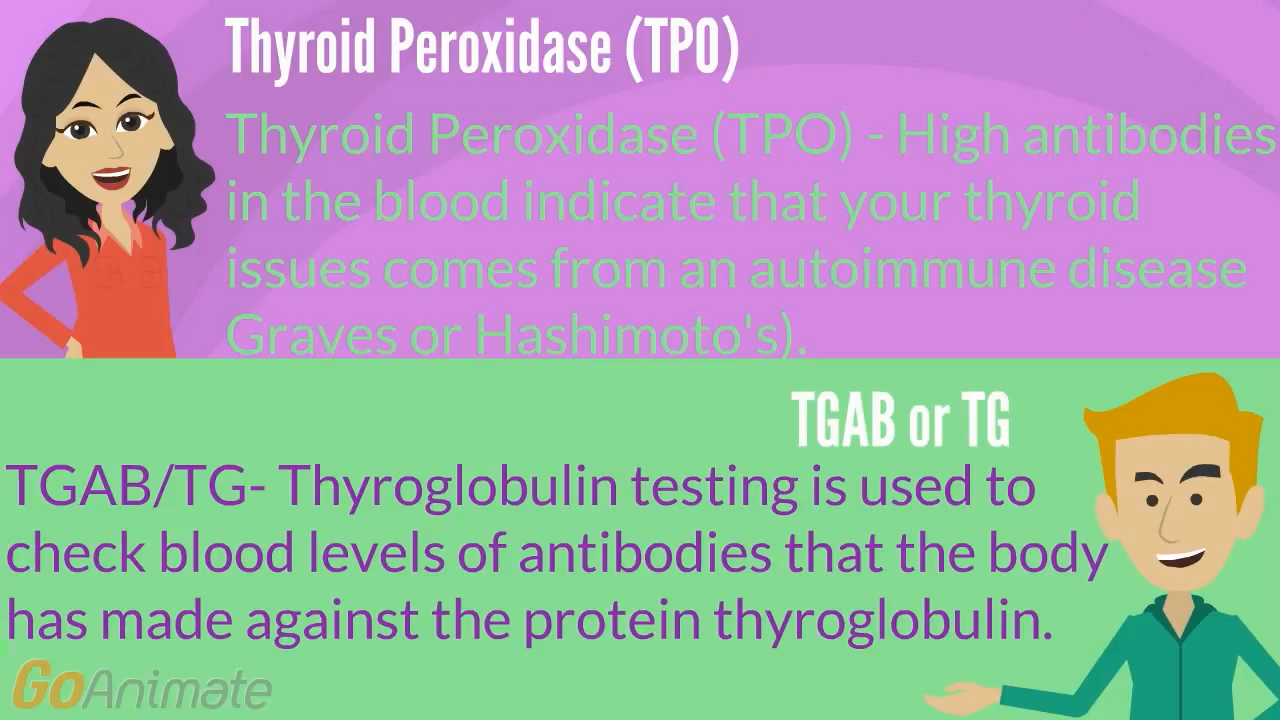 Thyroid Peroxidase (TPO)
Thyroid Peroxidase (TPO) - High antibodies
in the blood indicate that your thyroid
issues comes from an autoimmune disease
Graves or Hashimoto's).
TGAB or TG
TGAB/TG- Thyroglobulin testing is used to
check blood levels of antibodies that the body
has made against the protein thyroglobulin.
GoAnimate